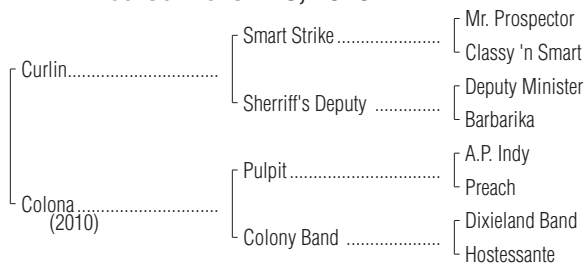 Mr. Prospector
Smart Strike
Classy 'n Smart
Curlin
Deputy Minister
Sherriff's Deputy
Barbarika
A.P. Indy
Pulpit
Preach
Colona
(2010)
Dixieland Band
Colony Band
Hostessante